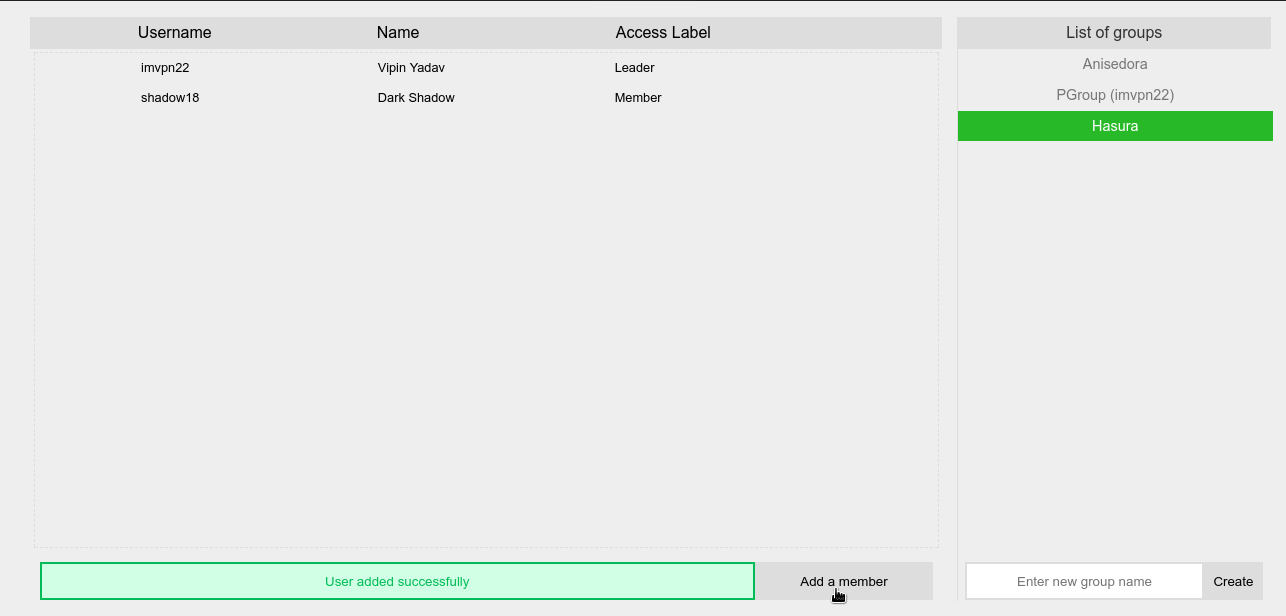 Username Name Access Label
imvpn22 Vipin Yadav Leader
shadow18 Dark Shadow Member
User added successfully Add a member
List of groups
Anisedora
PGroup (imvpn22)
Hasura
Enter new group name Create